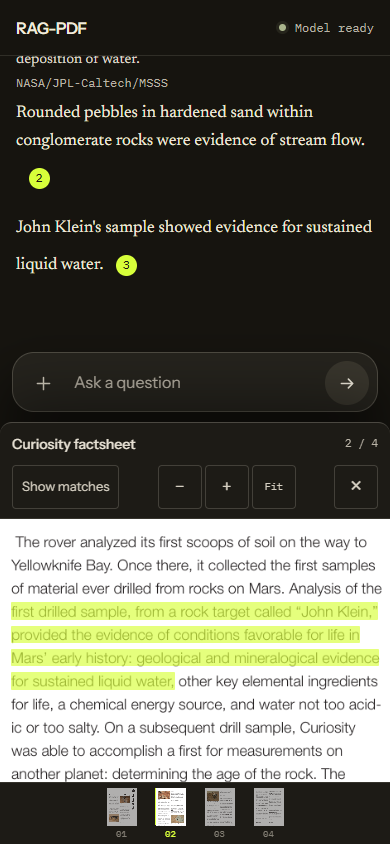 RAG-PDF
Model ready
deposition of water.
NASA/JPL-Caltech/MSSS
Rounded pebbles in hardened sand within
conglomerate rocks were evidence of stream flow.
2
John Klein's sample showed evidence for sustained
liquid water. 3
+ Ask a question →
Curiosity factsheet
2 / 4
Show matches − + Fit ×
The rover analyzed its first scoops of soil on the way to
Yellowknife Bay. Once there, it collected the first samples
of material ever drilled from rocks on Mars. Analysis of the
first drilled sample, from a rock target called “John Klein,”
provided the evidence of conditions favorable for life in
Mars’ early history: geological and mineralogical evidence
for sustained liquid water, other key elemental ingredients
for life, a chemical energy source, and water not too acid-
ic or too salty. On a subsequent drill sample, Curiosity
was able to accomplish a first for measurements on
another planet: determining the age of the rock. The
01 02 03 04